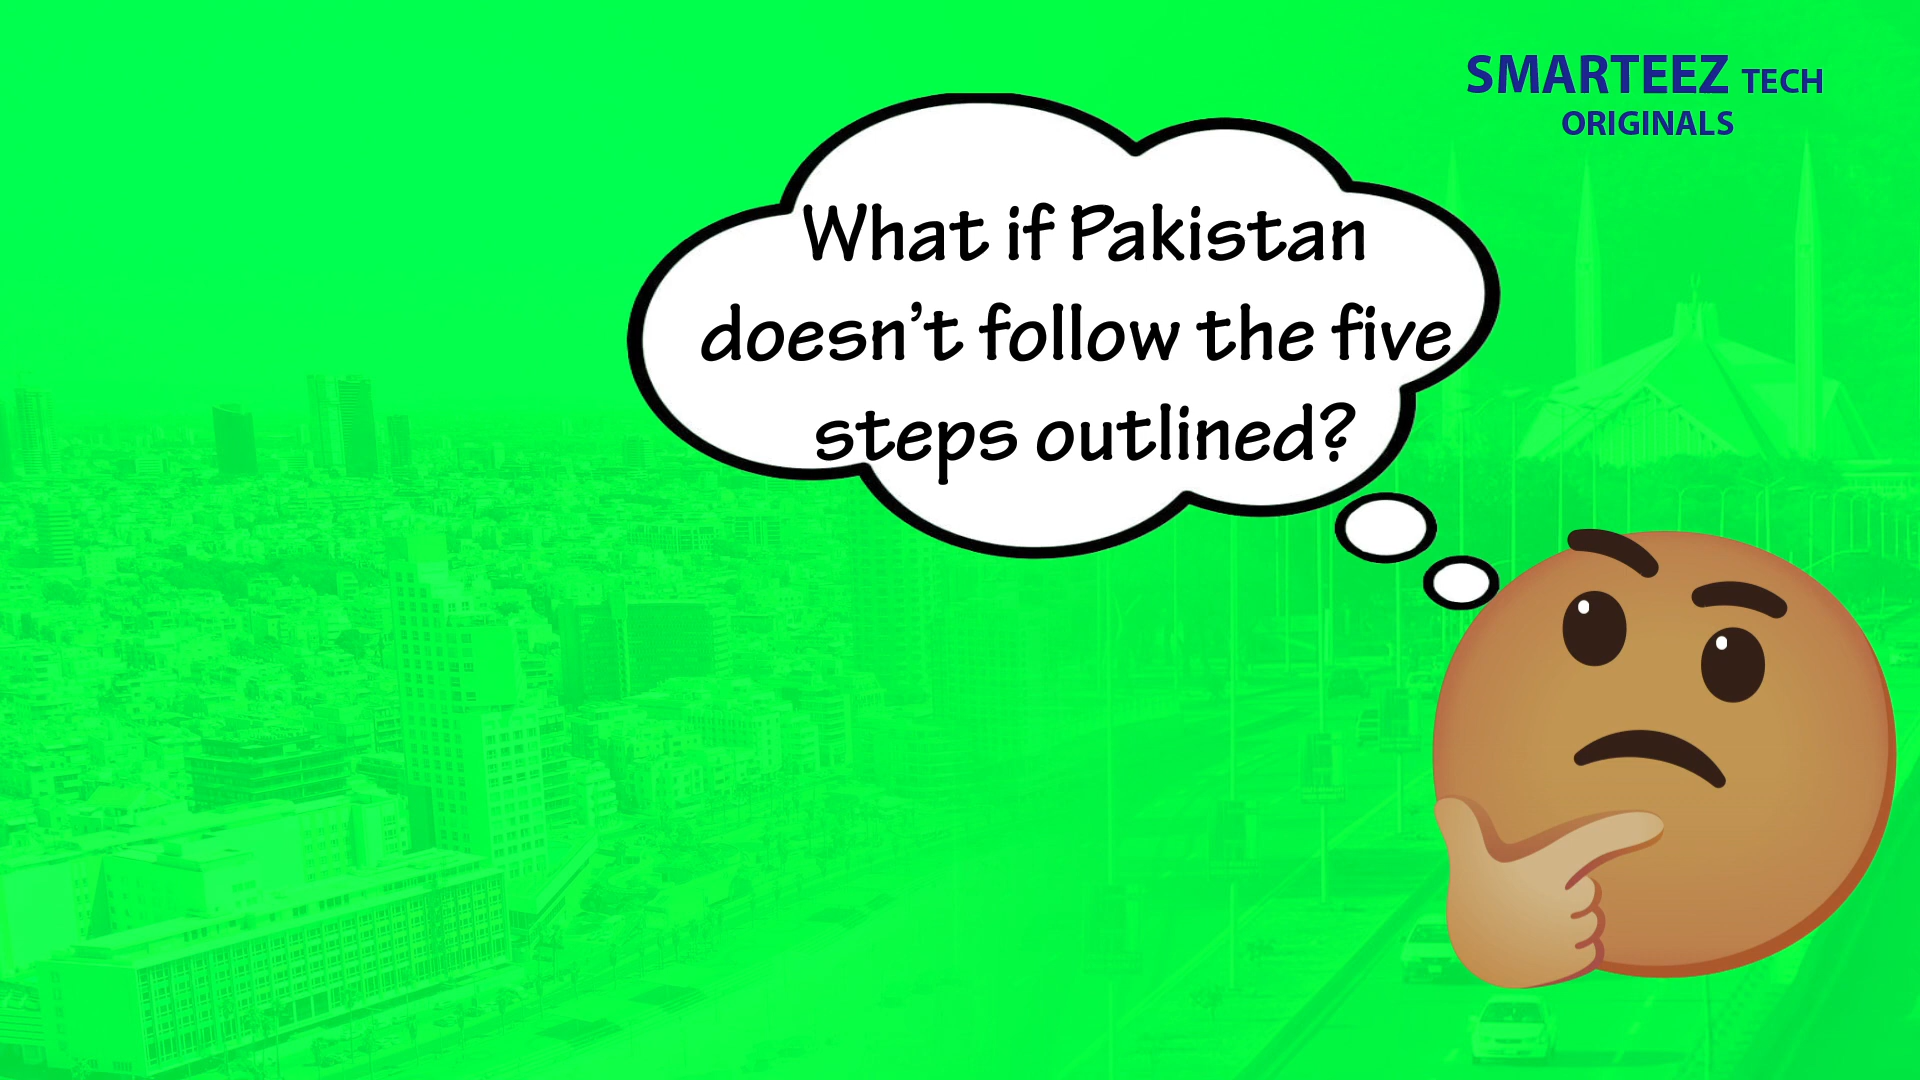 SMARTEEZ TECH
ORIGINALS
What if Pakistan
doesn't follow the five
steps outlined?